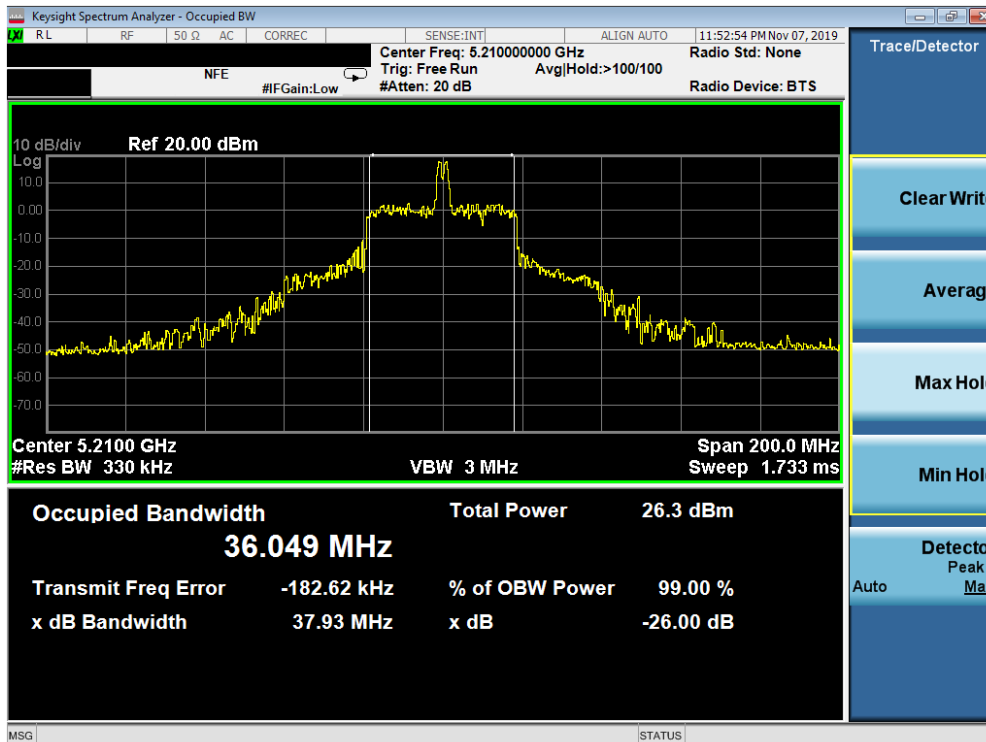 Keysight Spectrum Analyzer - Occupied BW
LXI RL RF 50 Ω AC CORREC SENSE:INT ALIGN AUTO 11:52:54 PM Nov 07, 2019
Center Freq: 5.210000000 GHz Radio Std: None
NFE Trig: Free Run Avg|Hold:>100/100
#IFGain:Low #Atten: 20 dB Radio Device: BTS
10 dB/div Ref 20.00 dBm
Log
10.0
0.00
-10.0
-20.0
-30.0
-40.0
-50.0
-60.0
-70.0
Center 5.2100 GHz Span 200.0 MHz
#Res BW 330 kHz VBW 3 MHz Sweep 1.733 ms
Occupied Bandwidth Total Power 26.3 dBm
36.049 MHz
Transmit Freq Error -182.62 kHz % of OBW Power 99.00 %
x dB Bandwidth 37.93 MHz x dB -26.00 dB
MSG STATUS
Trace/Detector
Clear Writ
Averag
Max Hol
Min Hol
Detecto
Peak
Auto Ma